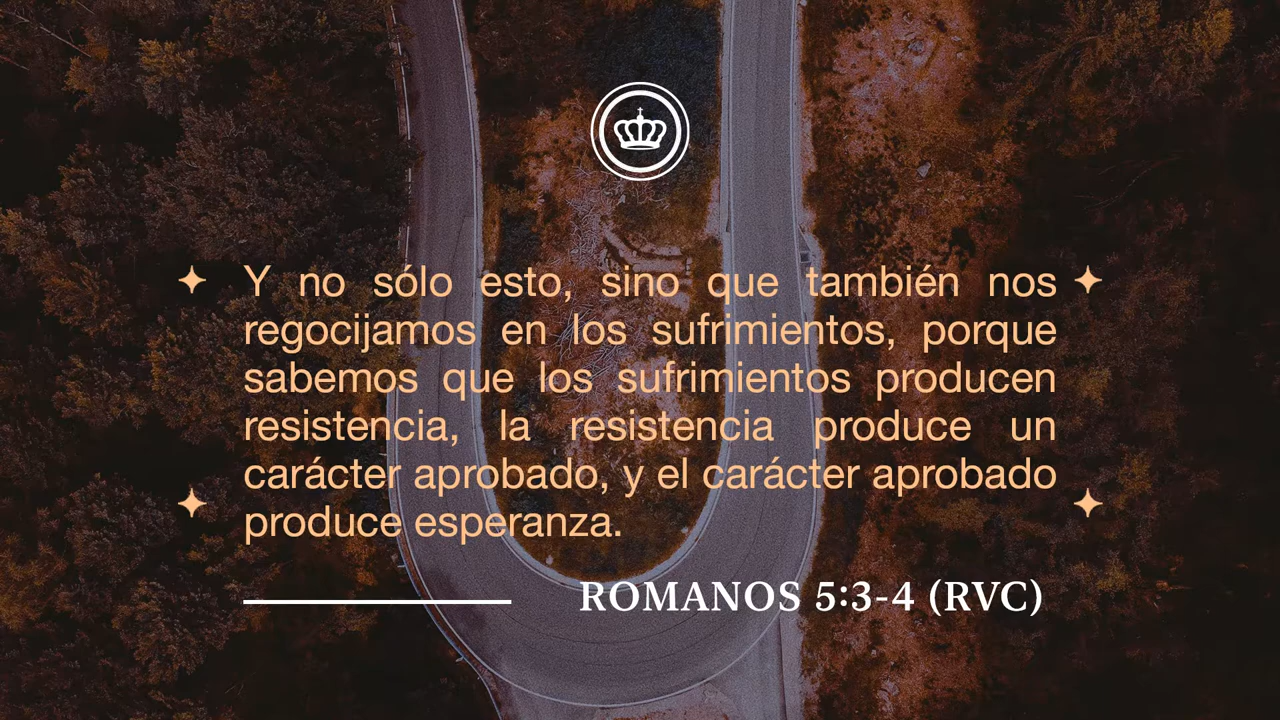 Y no sólo esto, sino que también nos
regocijamos en los sufrimientos, porque
sabemos que los sufrimientos producen
resistencia, la resistencia produce un
carácter aprobado, y el carácter aprobado
produce esperanza.
ROMANOS 5:3-4 (RVC)